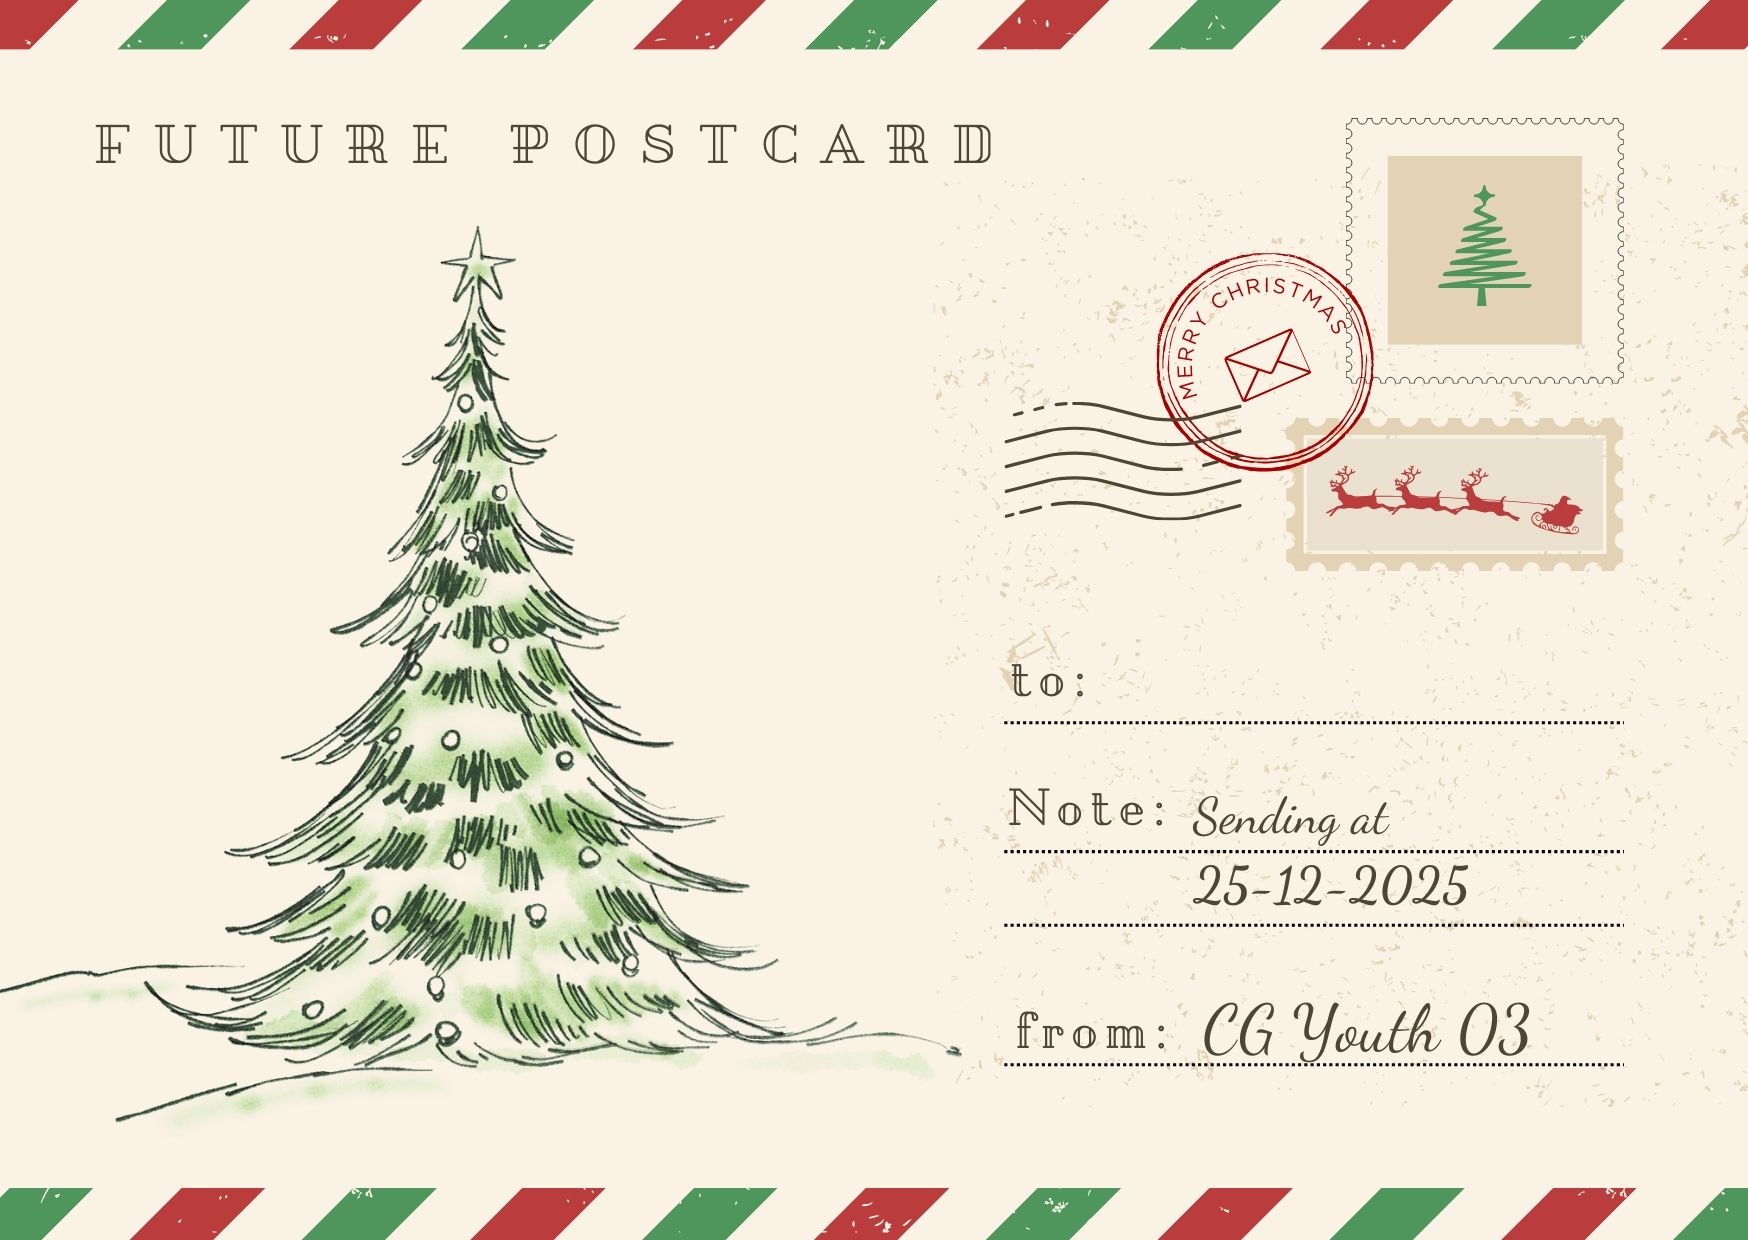 FUTURE POSTCARD
MERRY CHRISTMAS
to:
Note: Sending at
25-12-2025
from: CG Youth 03